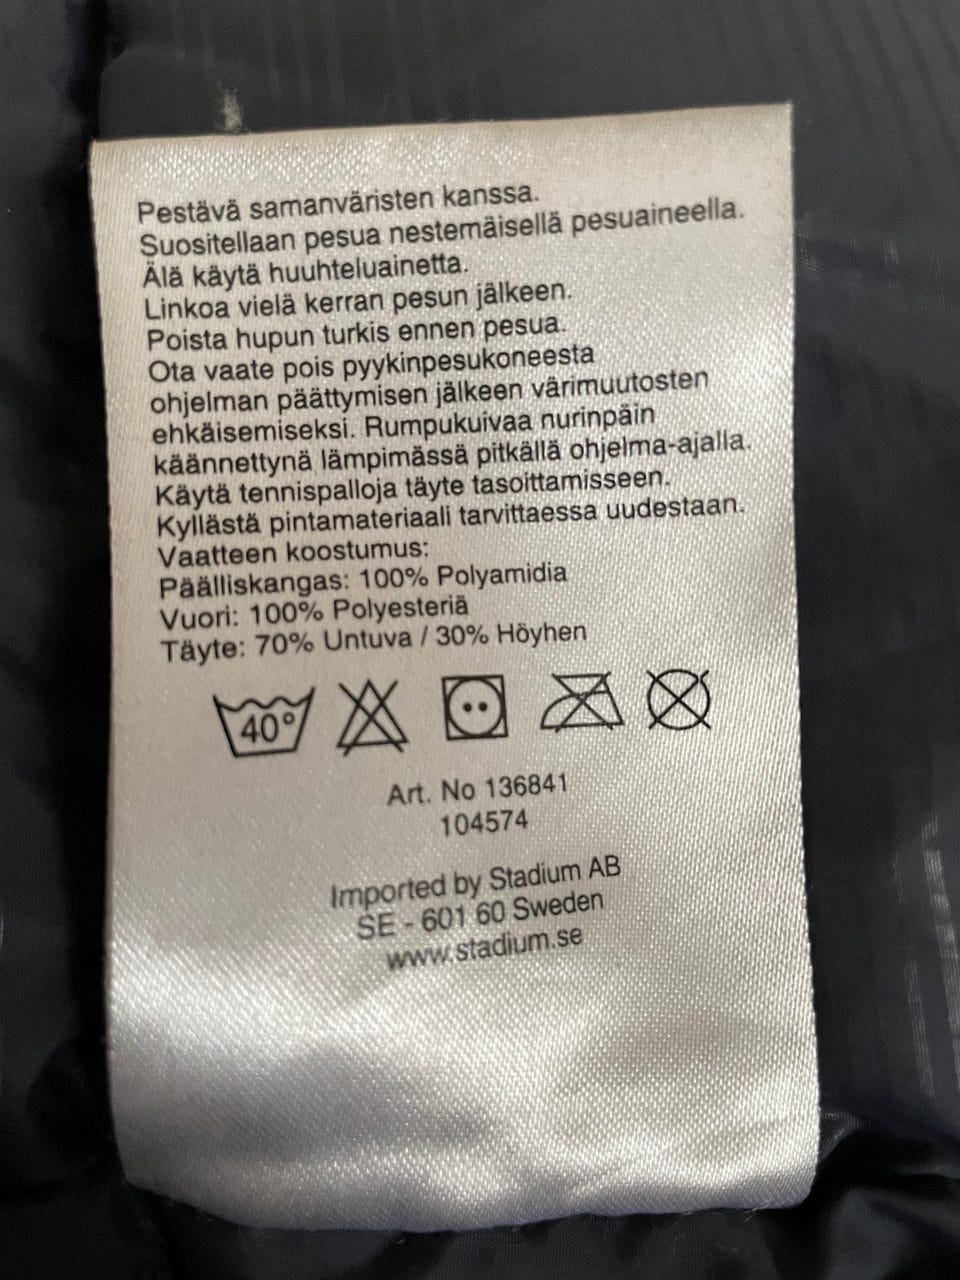 Pestävä samanväristen kanssa.
Suositellaan pesua nestemäisellä pesuaineella.
Älä käytä huuhteluainetta.
Linkoa vielä kerran pesun jälkeen.
Poista hupun turkis ennen pesua.
Ota vaate pois pyykinpesukoneesta
ohjelman päättymisen jälkeen värimuutosten
ehkäisemiseksi. Rumpukuivaa nurinpäin
käännettynä lämpimässä pitkällä ohjelma-ajalla.
Käytä tennispalloja täyte tasoittamisseen.
Kyllästä pintamateriaali tarvittaessa uudestaan.
Vaatteen koostumus:
Päälliskangas: 100% Polyamidia
Vuori: 100% Polyesteriä
Täyte: 70% Untuva / 30% Höyhen
40°
Art. No 136841
104574
Imported by Stadium AB
SE - 601 60 Sweden
www.stadium.se